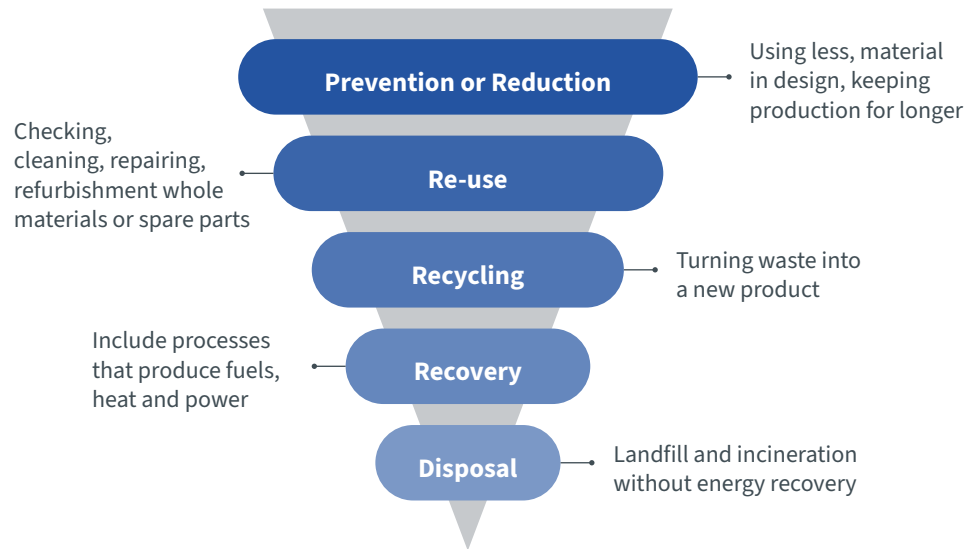 Prevention or Reduction
Using less, material
in design, keeping
production for longer
Checking,
cleaning, repairing,
refurbishment whole
materials or spare parts
Re-use
Recycling
Turning waste into
a new product
Include processes
that produce fuels,
heat and power
Recovery
Disposal
Landfill and incineration
without energy recovery